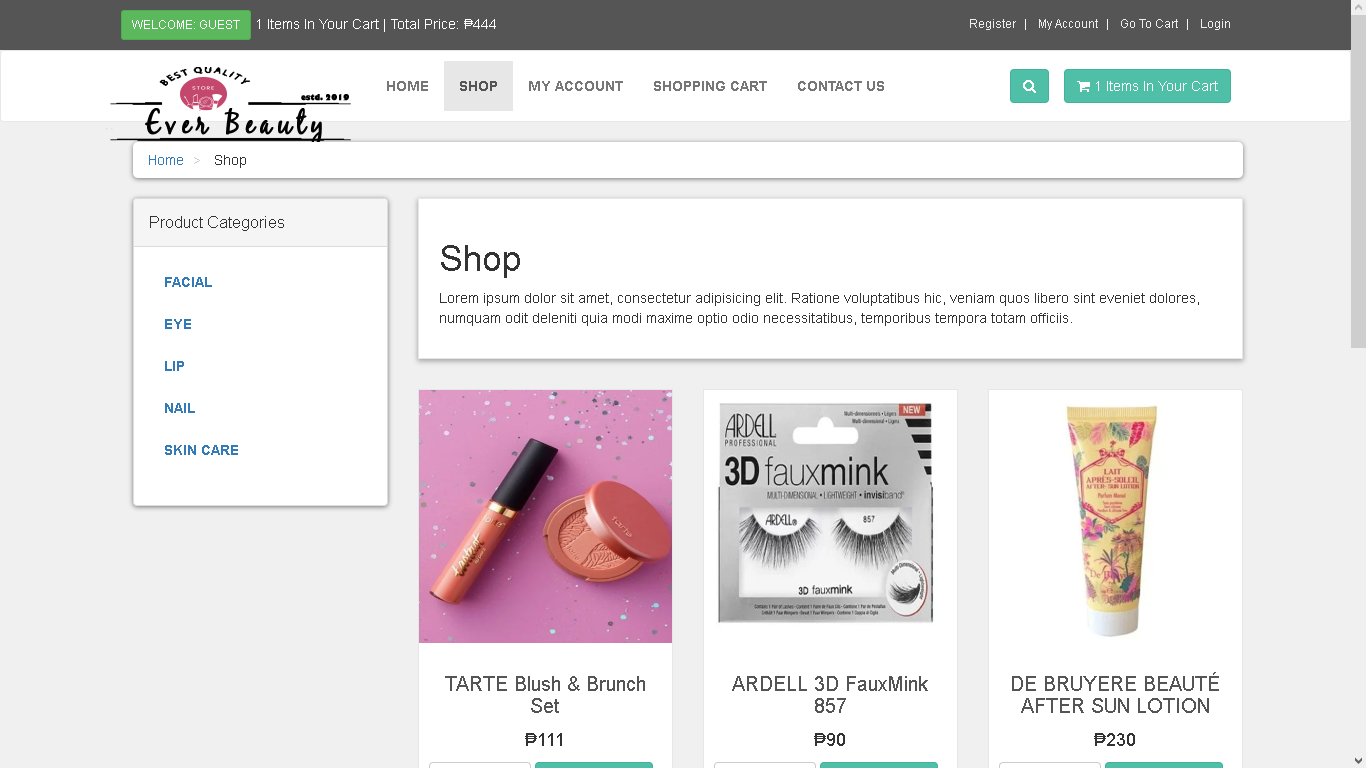 WELCOME: GUEST 1 Items In Your Cart | Total Price: ₱444
Register | My Account | Go To Cart | Login
BEST QUALITY
STORE
estd. 2019
Ever Beauty
HOME SHOP MY ACCOUNT SHOPPING CART CONTACT US
1 Items In Your Cart
Home > Shop
Product Categories
FACIAL
EYE
LIP
NAIL
SKIN CARE
Shop
Lorem ipsum dolor sit amet, consectetur adipisicing elit. Ratione voluptatibus hic, veniam quos libero sint eveniet dolores,
numquam odit deleniti quia modi maxime optio odio necessitatibus, temporibus tempora totam officiis.
tarte
TARTE Blush & Brunch
Set
₱111
NEW
ARDELL
PROFESSIONAL
3D fauxmink
MULTI-DIMENSIONAL • LIGHTWEIGHT • invisiband
ARDELL
857
3D fauxmink
ARDELL 3D FauxMink
857
₱90
LAIT
APRÈS-SOLEIL
AFTER-SUN LOTION
DE BRUYERE BEAUTÉ
AFTER SUN LOTION
₱230